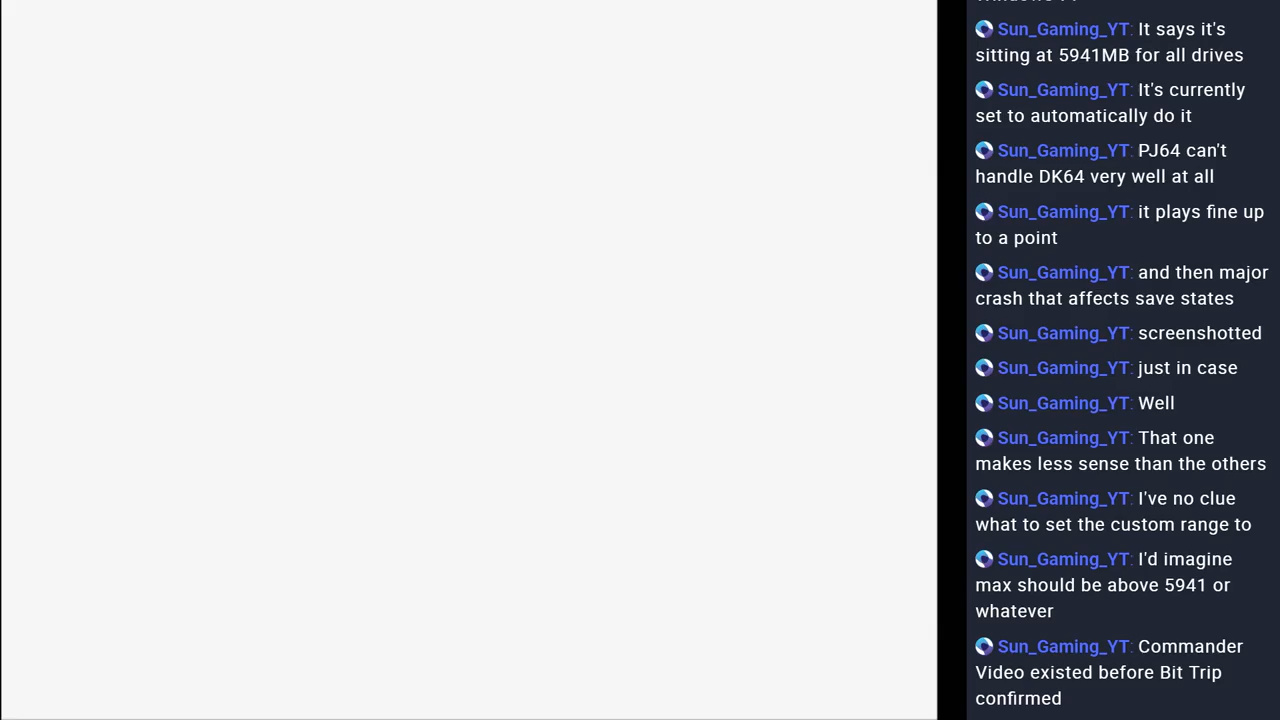 Sun_Gaming_YT: It says it's
sitting at 5941MB for all drives
Sun_Gaming_YT: It's currently
set to automatically do it
Sun_Gaming_YT: PJ64 can't
handle DK64 very well at all
Sun_Gaming_YT: it plays fine up
to a point
Sun_Gaming_YT: and then major
crash that affects save states
Sun_Gaming_YT: screenshotted
Sun_Gaming_YT: just in case
Sun_Gaming_YT: Well
Sun_Gaming_YT: That one
makes less sense than the others
Sun_Gaming_YT: I've no clue
what to set the custom range to
Sun_Gaming_YT: I'd imagine
max should be above 5941 or
whatever
Sun_Gaming_YT: Commander
Video existed before Bit Trip
confirmed